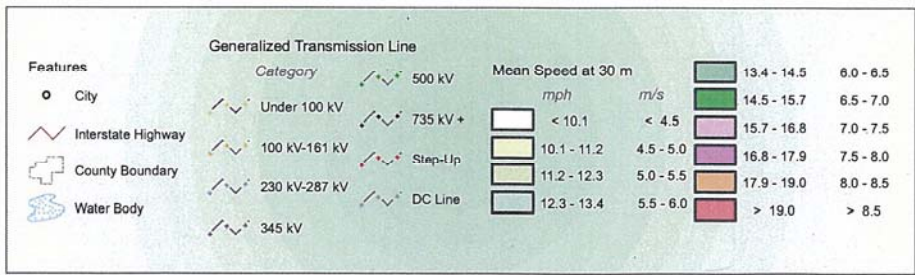 Features
City
Interstate Highway
County Boundary
Water Body
Generalized Transmission Line
Category
Under 100 kV
100 kV-161 kV
230 kV-287 kV
345 kV
500 kV
735 kV +
Step-Up
DC Line
Mean Speed at 30 m
mph m/s
< 10.1 < 4.5
10.1 - 11.2 4.5 - 5.0
11.2 - 12.3 5.0 - 5.5
12.3 - 13.4 5.5 - 6.0
13.4 - 14.5 6.0 - 6.5
14.5 - 15.7 6.5 - 7.0
15.7 - 16.8 7.0 - 7.5
16.8 - 17.9 7.5 - 8.0
17.9 - 19.0 8.0 - 8.5
> 19.0 > 8.5